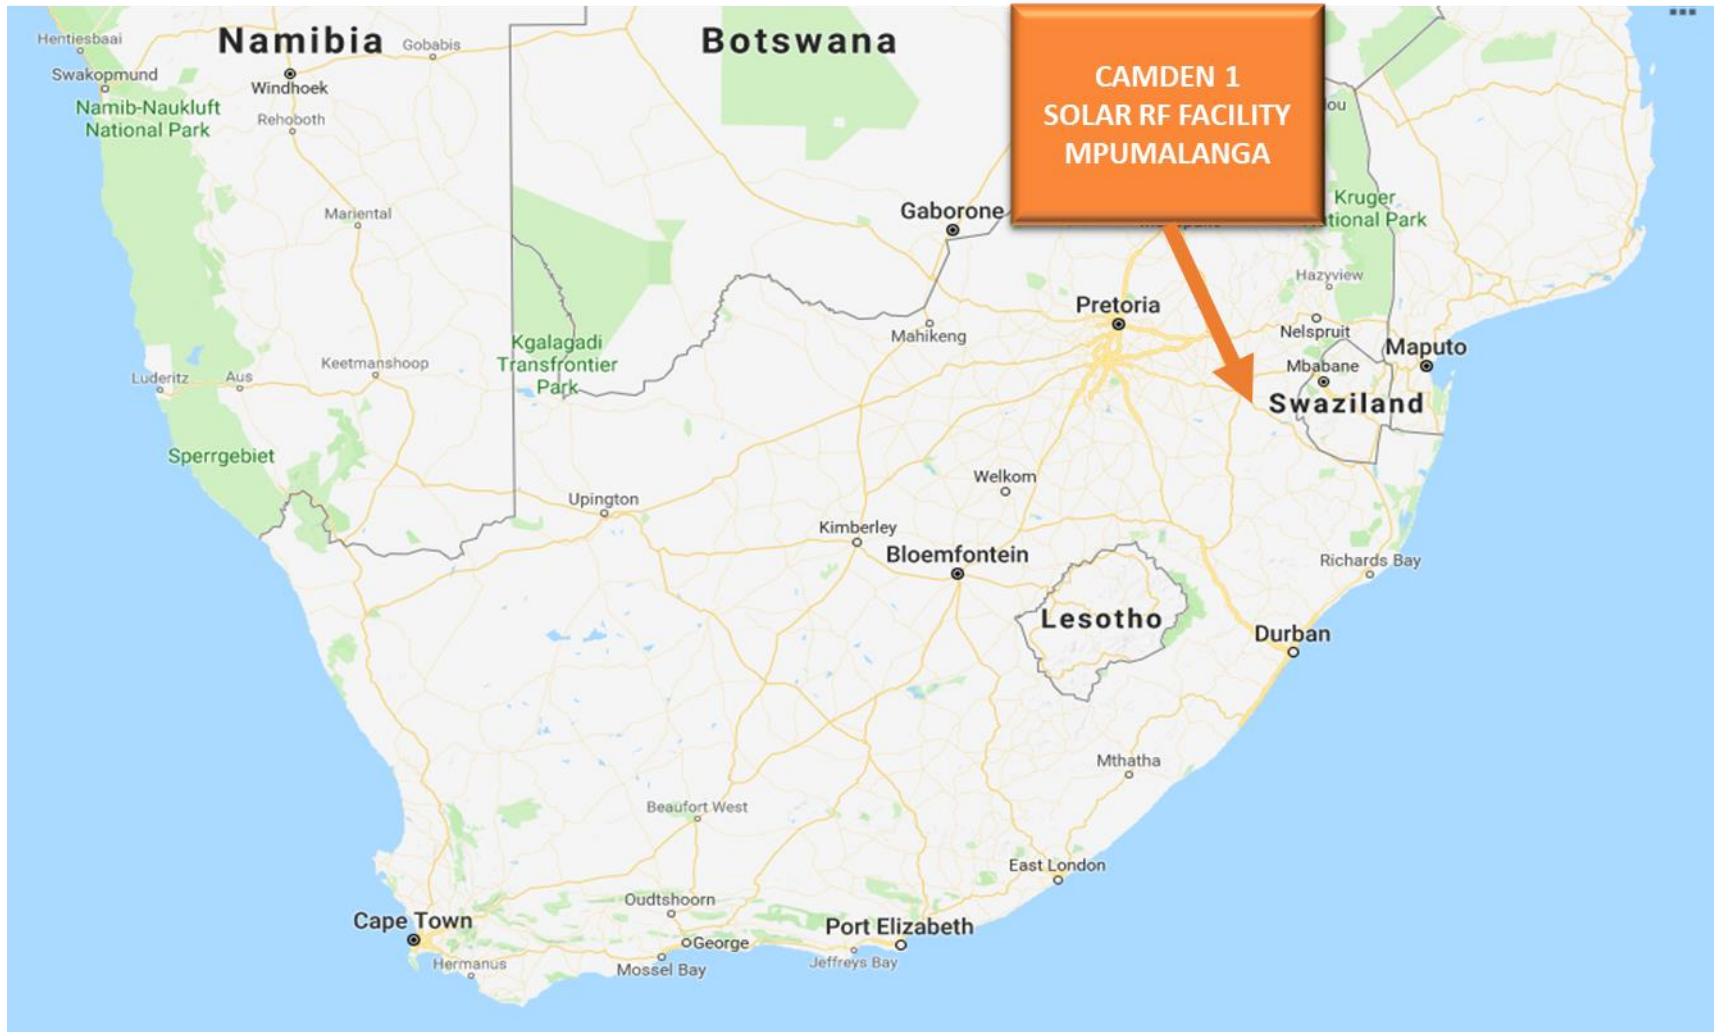 Hentiesbaai
Namibia
Gobabis
Botswana
Swakopmund
Windhoek
Namib-Naukluft
National Park
Rehoboth
CAMDEN 1
SOLAR RF FACILITY
MPUMALANGA
Mariental
Gaborone
Kruger
National Park
Hazyview
Pretoria
Nelspruit
Mahikeng
Kgalagadi
Transfrontier
Park
Keetmanshoop
Luderitz
Aus
Maputo
Mbabane
Swaziland
Sperrgebiet
Welkom
Upington
Kimberley
Bloemfontein
Richards Bay
Lesotho
Durban
Mthatha
Beaufort West
East London
Oudtshoorn
Cape Town
Port Elizabeth
George
Hermanus
Mossel Bay
Jeffreys Bay